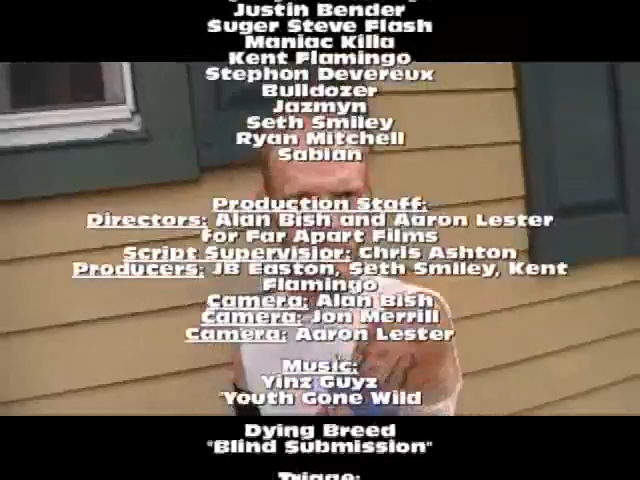 Justin Bender
Suger Steve Flash
Maniac Killa
Kent Flamingo
Stephon Devereux
Bulldozer
Jazmyn
Seth Smiley
Ryan Mitchell
Sabian
Production Staff:
Directors: Alan Bish and Aaron Lester
for Far Apart Films
Script Supervisior: Chris Ashton
Producers: JB Easton, Seth Smiley, Kent
Flamingo
Camera: Alan Bish
Camera: Jon Merrill
Camera: Aaron Lester
Music:
Yinz Guyz
"Youth Gone Wild
Dying Breed
"Blind Submission"